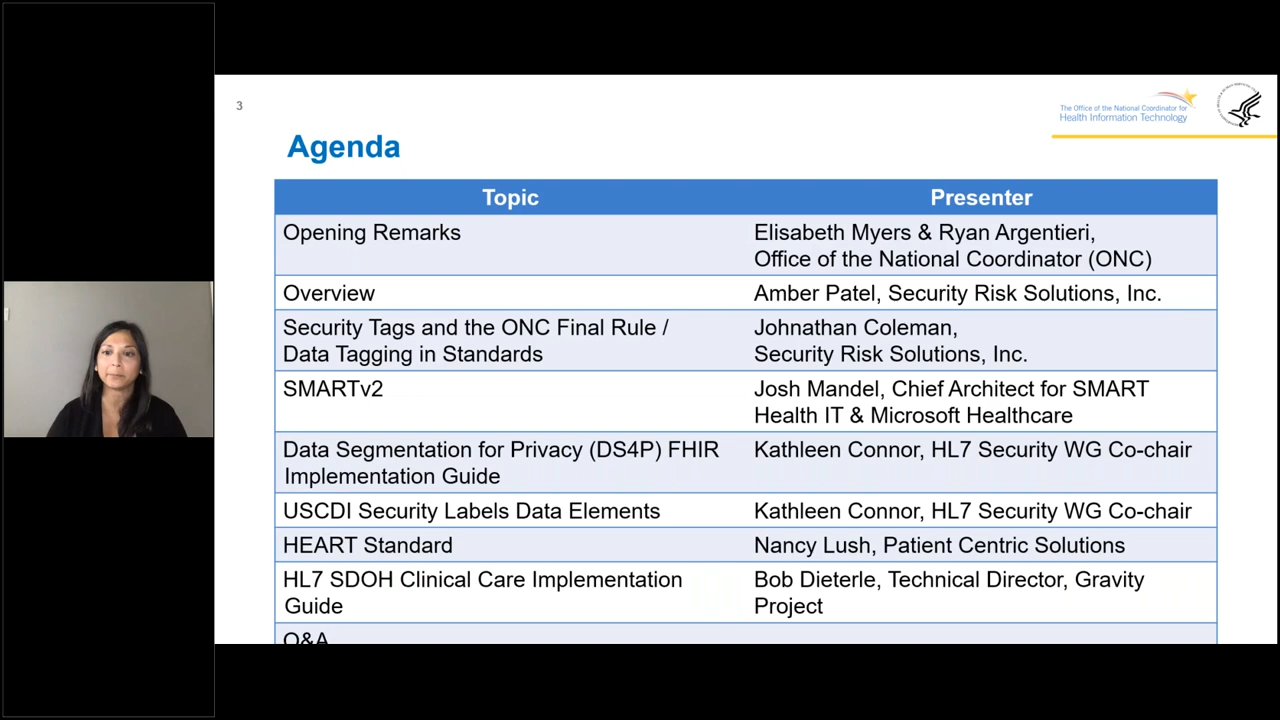 3
The Office of the National Coordinator for
Health Information Technology
Agenda
Topic
Presenter
Opening Remarks
Elisabeth Myers & Ryan Argentieri,
Office of the National Coordinator (ONC)
Overview
Amber Patel, Security Risk Solutions, Inc.
Security Tags and the ONC Final Rule /
Data Tagging in Standards
Johnathan Coleman,
Security Risk Solutions, Inc.
SMARTv2
Josh Mandel, Chief Architect for SMART
Health IT & Microsoft Healthcare
Data Segmentation for Privacy (DS4P) FHIR
Implementation Guide
Kathleen Connor, HL7 Security WG Co-chair
USCDI Security Labels Data Elements
Kathleen Connor, HL7 Security WG Co-chair
HEART Standard
Nancy Lush, Patient Centric Solutions
HL7 SDOH Clinical Care Implementation
Guide
Bob Dieterle, Technical Director, Gravity
Project
Q&A